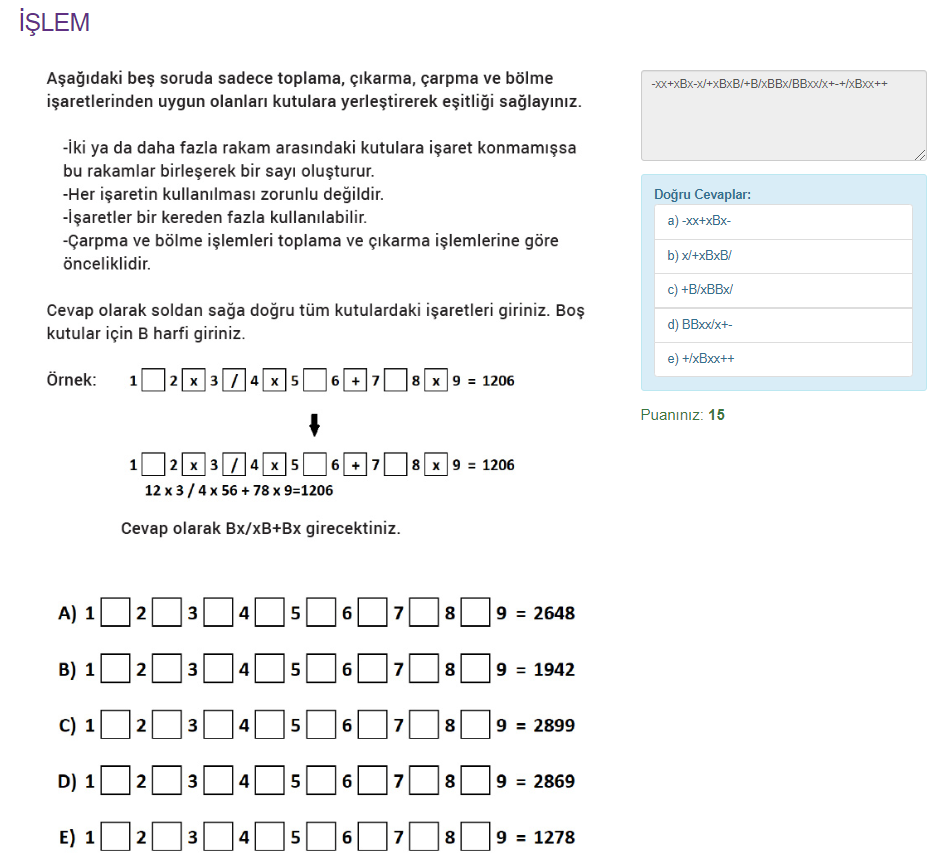 İŞLEM
Aşağıdaki beş soruda sadece toplama, çıkarma, çarpma ve bölme
işaretlerinden uygun olanları kutulara yerleştirerek eşitliği sağlayınız.
-İki ya da daha fazla rakam arasındaki kutulara işaret konmamışsa
bu rakamlar birleşerek bir sayı oluşturur.
-Her işaretin kullanılması zorunlu değildir.
-İşaretler bir kereden fazla kullanılabilir.
-Çarpma ve bölme işlemleri toplama ve çıkarma işlemlerine göre
önceliklidir.
Cevap olarak soldan sağa doğru tüm kutulardaki işaretleri giriniz. Boş
kutular için B harfi giriniz.
Örnek: 1 2 x 3 / 4 x 5 6 + 7 8 x 9 = 1206
1 2 x 3 / 4 x 5 6 + 7 8 x 9 = 1206
12 x 3 / 4 x 56 + 78 x 9=1206
Cevap olarak Bx/xB+Bx girecektiniz.
A) 1 2 3 4 5 6 7 8 9 = 2648
B) 1 2 3 4 5 6 7 8 9 = 1942
C) 1 2 3 4 5 6 7 8 9 = 2899
D) 1 2 3 4 5 6 7 8 9 = 2869
E) 1 2 3 4 5 6 7 8 9 = 1278
-xx+xBx-x/+xBxB/+B/xBBx/BBxx/x+-+/xBxx++
Doğru Cevaplar:
a) -xx+xBx-
b) x/+xBxB/
c) +B/xBBx/
d) BBxx/x+-
e) +/xBxx++
Puanınız: 15